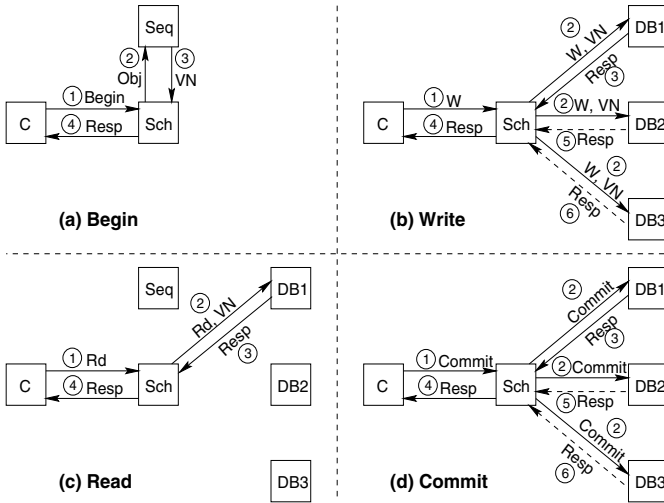 Seq
② ③
Obj VN
① Begin
C Sch
④ Resp
(a) Begin
② DB1
W, VN
Resp
③
① W ② W, VN
C Sch DB2
④ Resp ⑤ Resp
②
W, VN
Resp
⑥ DB3
(b) Write
Seq DB1
②
Rd, VN
Resp
③
① Rd
C Sch DB2
④ Resp
(c) Read DB3
② DB1
Commit
Resp
③
① Commit ② Commit
C Sch DB2
④ Resp ⑤ Resp
②
Commit
Resp
⑥ DB3
(d) Commit